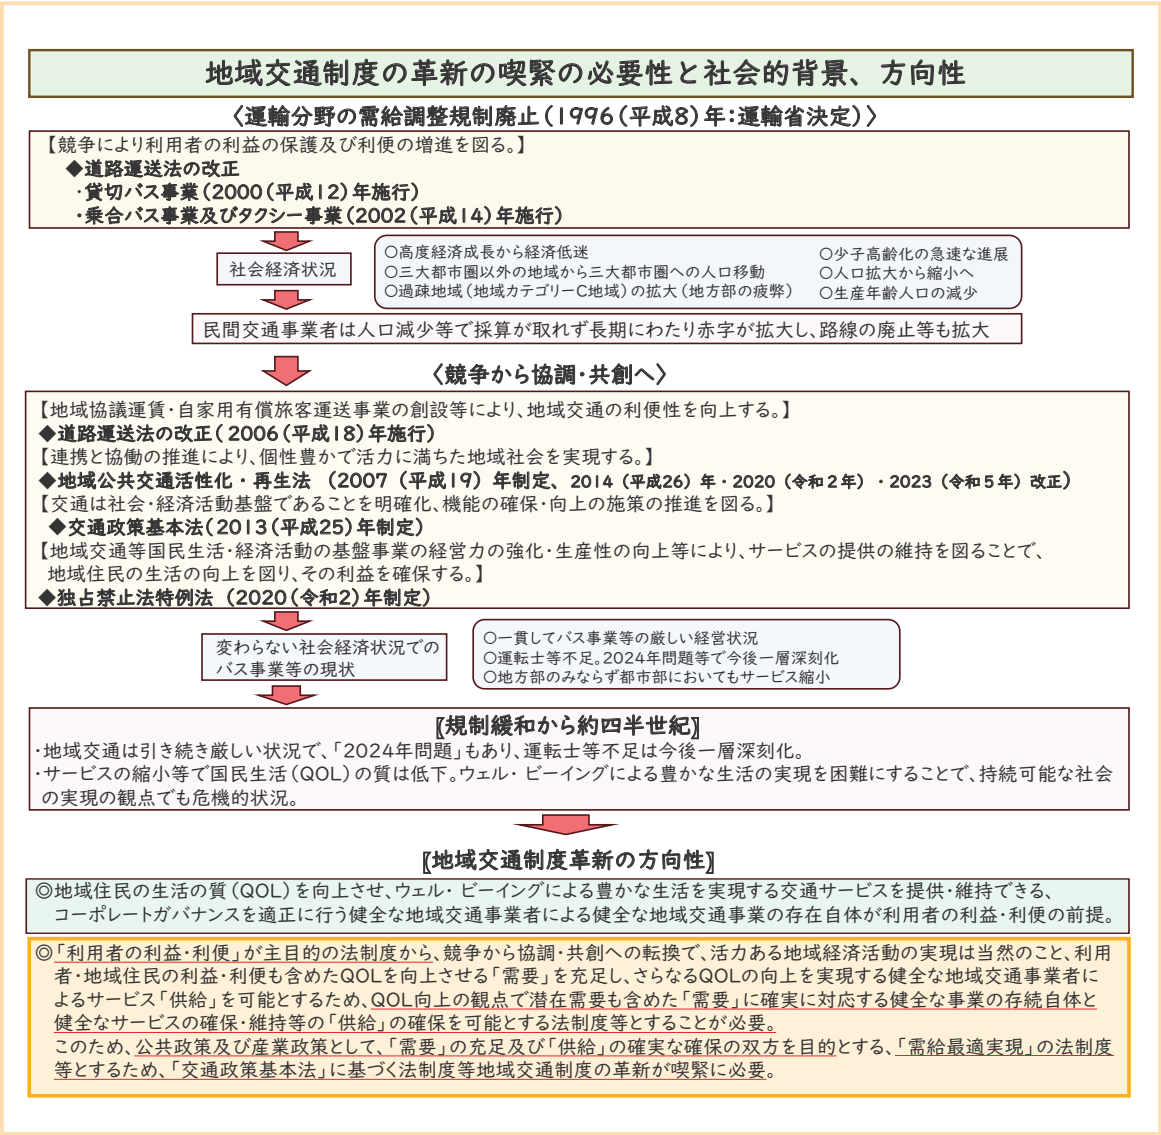 地域交通制度の革新の喫緊の必要性と社会的背景、方向性
〈運輸分野の需給調整規制廃止（1996（平成8）年：運輸省決定）〉
【競争により利用者の利益の保護及び利便の増進を図る。】
◆道路運送法の改正
・貸切バス事業（2000（平成12）年施行）
・乗合バス事業及びタクシー事業（2002（平成14）年施行）
社会経済状況
○高度経済成長から経済低迷
○三大都市圏以外の地域から三大都市圏への人口移動
○過疎地域（地域カテゴリーC地域）の拡大（地方部の疲弊）
○少子高齢化の急速な進展
○人口拡大から縮小へ
○生産年齢人口の減少
民間交通事業者は人口減少等で採算が取れず長期にわたり赤字が拡大し、路線の廃止等も拡大
〈競争から協調・共創へ〉
【地域協議運賃・自家用有償旅客運送事業の創設等により、地域交通の利便性を向上する。】
◆道路運送法の改正（2006（平成18）年施行）
【連携と協働の推進により、個性豊かで活力に満ちた地域社会を実現する。】
◆地域公共交通活性化・再生法（2007（平成19）年制定、2014（平成26）年・2020（令和２年）・2023（令和５年）改正）
【交通は社会・経済活動基盤であることを明確化、機能の確保・向上の施策の推進を図る。】
◆交通政策基本法（2013（平成25）年制定）
【地域交通等国民生活・経済活動の基盤事業の経営力の強化・生産性の向上等により、サービスの提供の維持を図ることで、
地域住民の生活の向上を図り、その利益を確保する。】
◆独占禁止法特例法（2020（令和2）年制定）
変わらない社会経済状況での
バス事業等の現状
○一貫してバス事業等の厳しい経営状況
○運転士等不足。2024年問題等で今後一層深刻化
○地方部のみならず都市部においてもサービス縮小
〖規制緩和から約四半世紀〗
・地域交通は引き続き厳しい状況で、「2024年問題」もあり、運転士等不足は今後一層深刻化。
・サービスの縮小等で国民生活（QOL）の質は低下。ウェル・ビーイングによる豊かな生活の実現を困難にすることで、持続可能な社会
の実現の観点でも危機的状況。
〖地域交通制度革新の方向性〗
◎地域住民の生活の質（QOL）を向上させ、ウェル・ビーイングによる豊かな生活を実現する交通サービスを提供・維持できる、
コーポレートガバナンスを適正に行う健全な地域交通事業者による健全な地域交通事業の存在自体が利用者の利益・利便の前提。
◎「利用者の利益・利便」が主目的の法制度から、競争から協調・共創への転換で、活力ある地域経済活動の実現は当然のこと、利用
者・地域住民の利益・利便も含めたQOLを向上させる「需要」を充足し、さらなるQOLの向上を実現する健全な地域交通事業者に
よるサービス「供給」を可能とするため、QOL向上の観点で潜在需要も含めた「需要」に確実に対応する健全な事業の存続自体と
健全なサービスの確保・維持等の「供給」の確保を可能とする法制度等とすることが必要。
このため、公共政策及び産業政策として、「需要」の充足及び「供給」の確実な確保の双方を目的とする、「需給最適実現」の法制度
等とするため、「交通政策基本法」に基づく法制度等地域交通制度の革新が喫緊に必要。